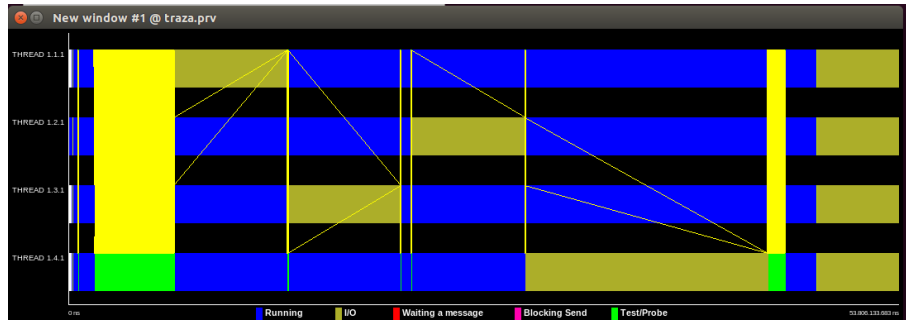 New window #1 @ traza.prv
THREAD 1.1.1
THREAD 1.2.1
THREAD 1.3.1
THREAD 1.4.1
0 ns
Running
I/O
Waiting a message
Blocking Send
Test/Probe
53.806.133.683 ns